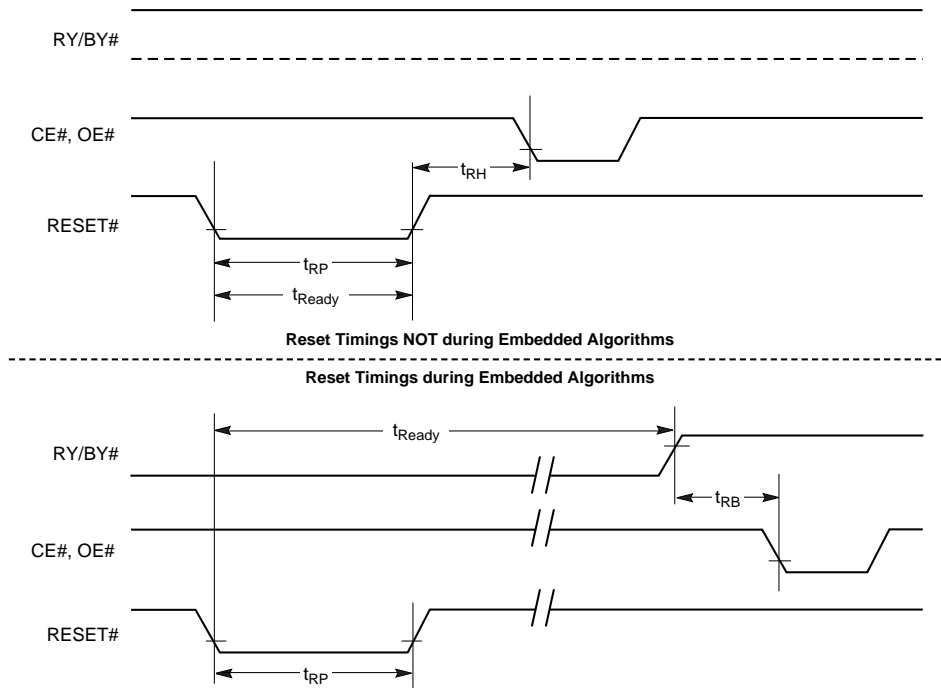 RY/BY#
CE#, OE#
tRH
RESET#
tRP
tReady
Reset Timings NOT during Embedded Algorithms
Reset Timings during Embedded Algorithms
tReady
RY/BY#
tRB
CE#, OE#
RESET#
tRP